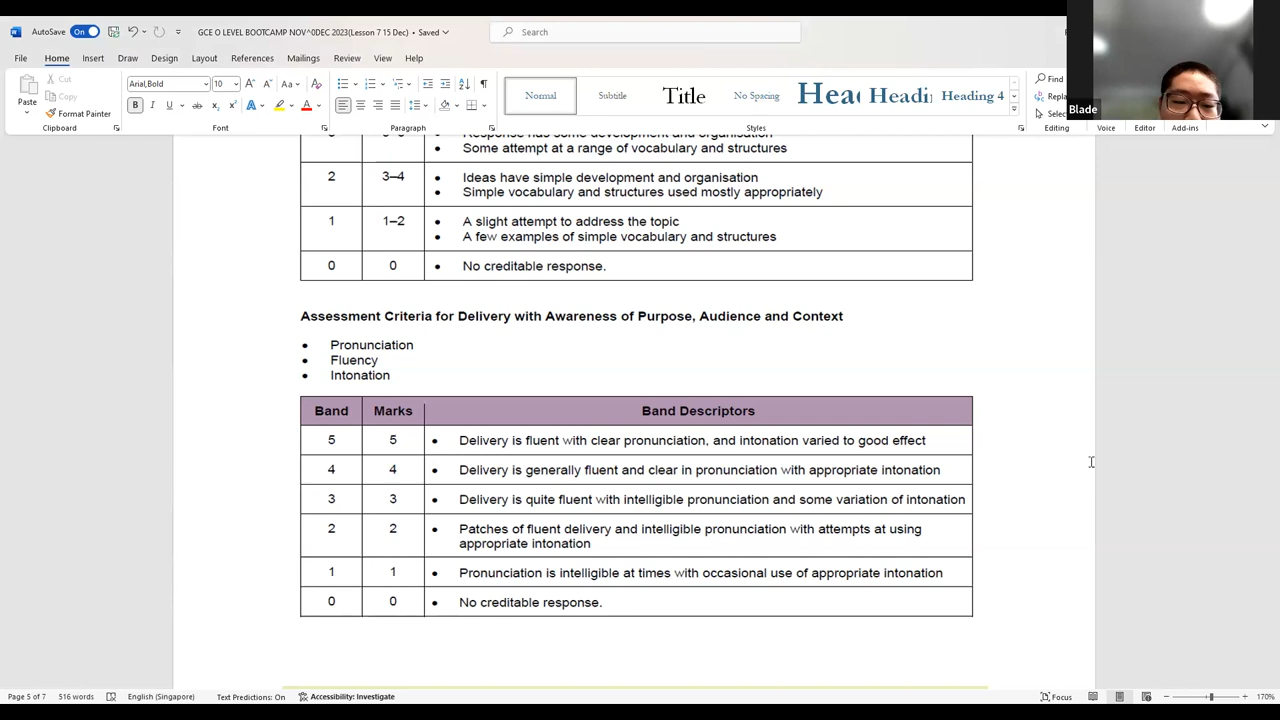 AutoSave On GCE O LEVEL BOOTCAMP NOV^0DEC 2023(Lesson 7 15 Dec) • Saved Search
File Home Insert Draw Design Layout References Mailings Review View Help
Paste Cut Copy Format Painter
Arial,Bold 10
Normal Subtitle Title No Spacing Heading 4
Find
Clipboard Font Paragraph Styles Editing Voice Editor Add-ins
Blade
Response has some development and organisation
• Some attempt at a range of vocabulary and structures
2 3–4 • Ideas have simple development and organisation
• Simple vocabulary and structures used mostly appropriately
1 1–2 • A slight attempt to address the topic
• A few examples of simple vocabulary and structures
0 0 • No creditable response.
Assessment Criteria for Delivery with Awareness of Purpose, Audience and Context
• Pronunciation
• Fluency
• Intonation
Band Marks Band Descriptors
5 5 • Delivery is fluent with clear pronunciation, and intonation varied to good effect
4 4 • Delivery is generally fluent and clear in pronunciation with appropriate intonation
3 3 • Delivery is quite fluent with intelligible pronunciation and some variation of intonation
2 2 • Patches of fluent delivery and intelligible pronunciation with attempts at using
appropriate intonation
1 1 • Pronunciation is intelligible at times with occasional use of appropriate intonation
0 0 • No creditable response.
Page 5 of 7 516 words English (Singapore) Text Predictions: On Accessibility: Investigate Focus 170%